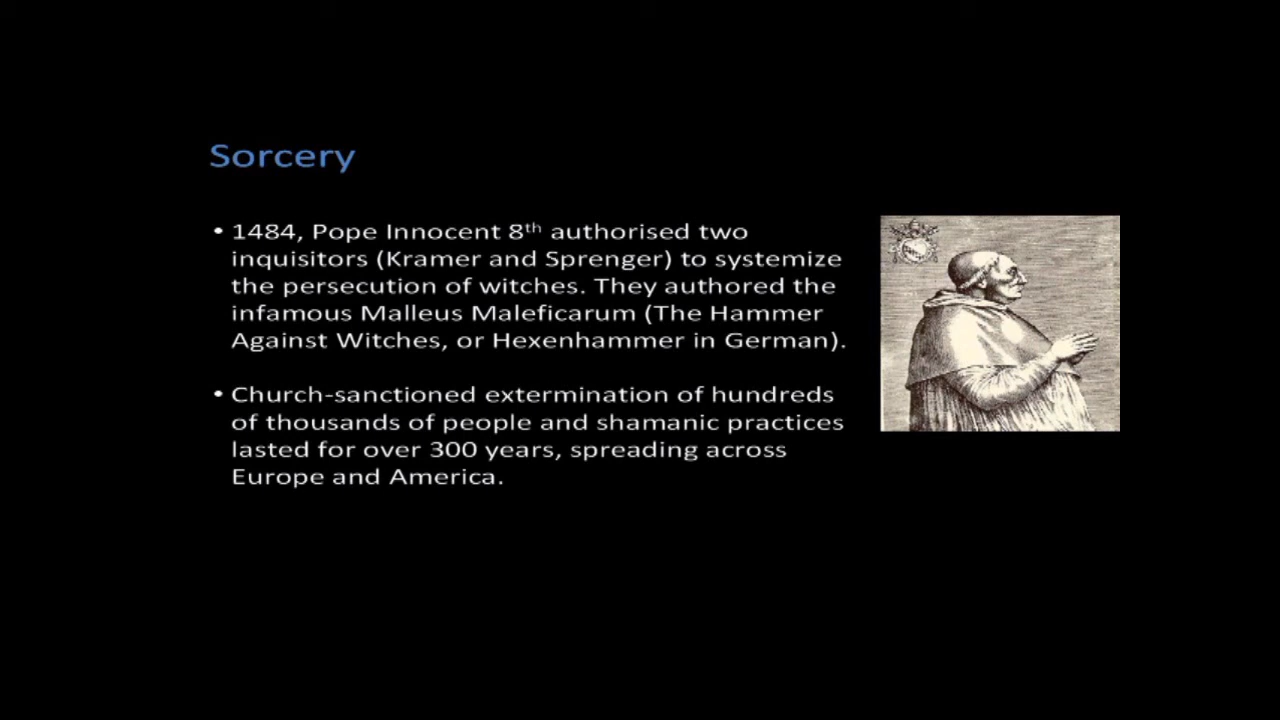 Sorcery
• 1484, Pope Innocent 8th authorised two
inquisitors (Kramer and Sprenger) to systemize
the persecution of witches. They authored the
infamous Malleus Maleficarum (The Hammer
Against Witches, or Hexenhammer in German).
• Church-sanctioned extermination of hundreds
of thousands of people and shamanic practices
lasted for over 300 years, spreading across
Europe and America.